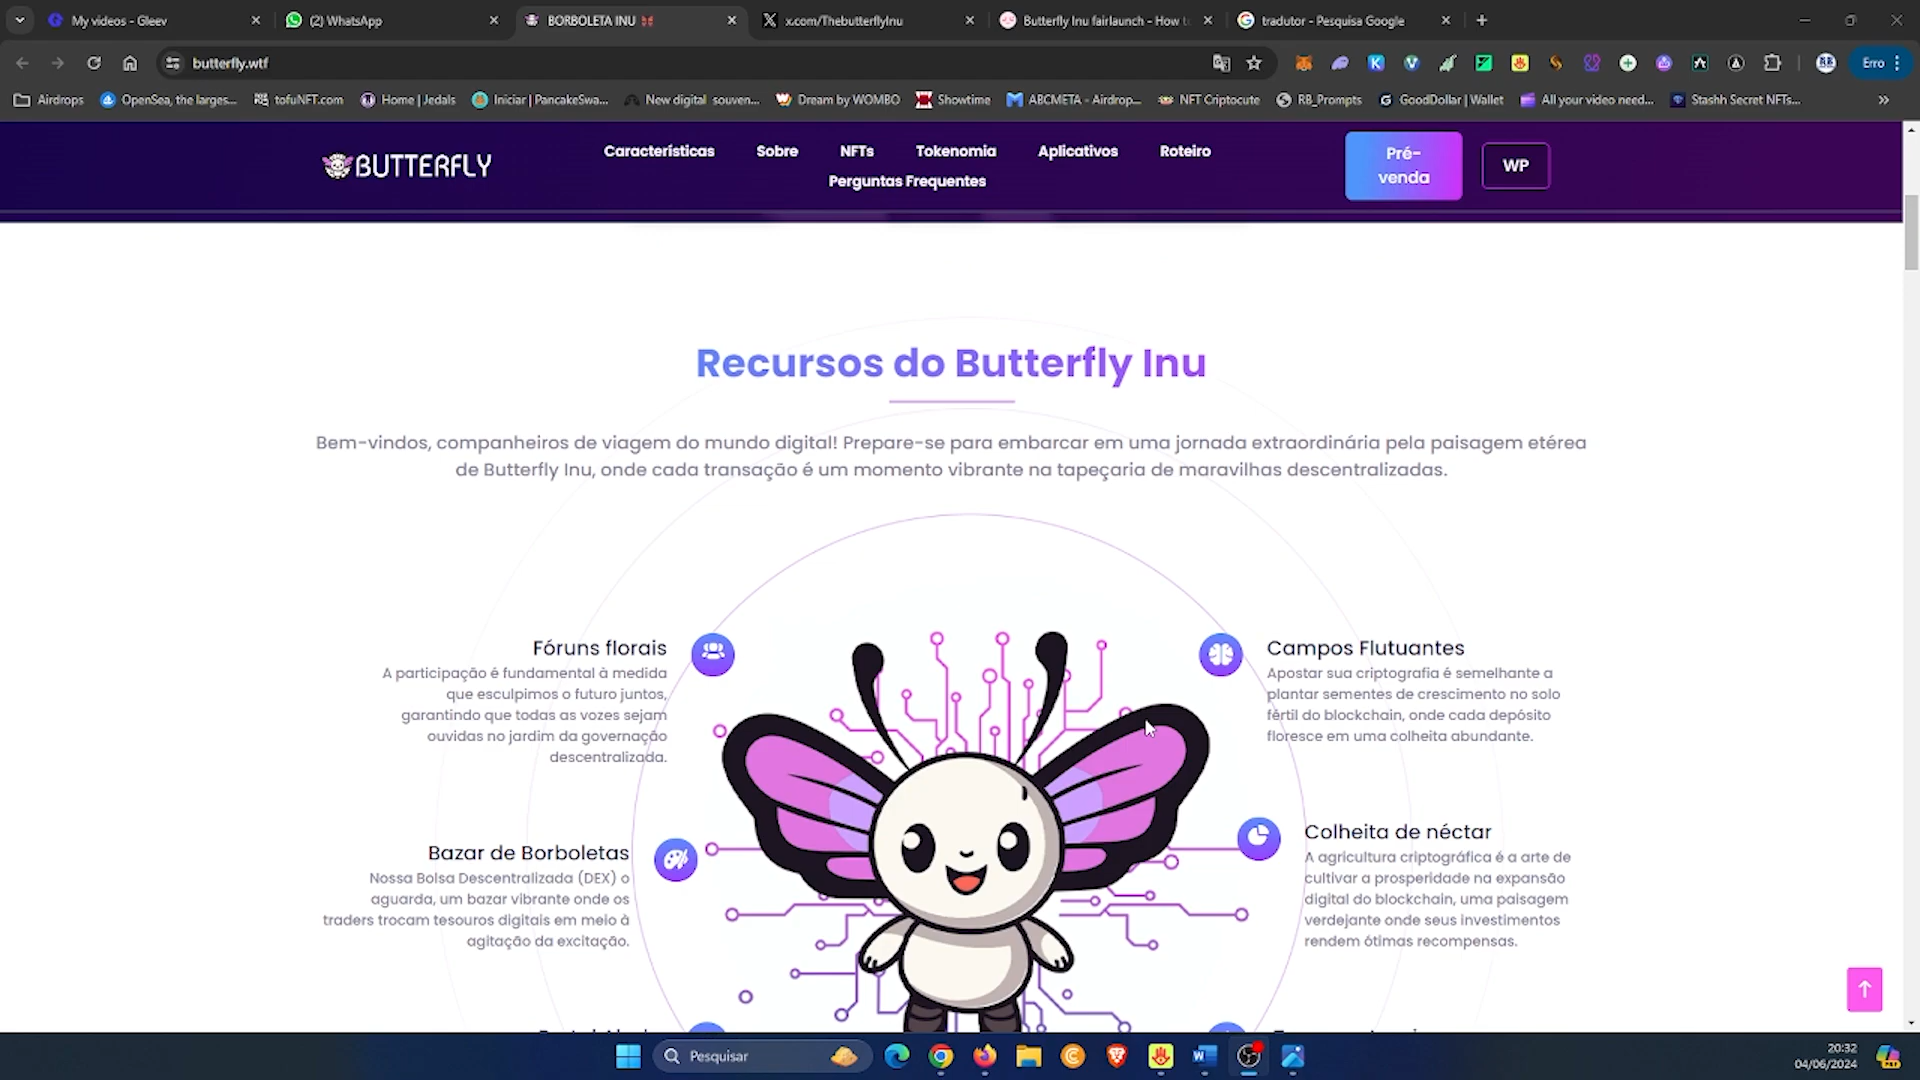 My videos - Gleev
(2) WhatsApp
BORBOLETA INU
x.com/ThebutterflyInu
Butterfly Inu fairlaunch - How t
tradutor - Pesquisa Google
butterfly.wtf
Erro
Airdrops
OpenSea, the larges...
tofuNFT.com
Home | Jedals
Iniciar | PancakeSwa...
New digital souven...
Dream by WOMBO
Showtime
ABCMETA - Airdrop...
NFT Criptocute
RB_Prompts
GoodDollar | Wallet
All your video need...
Stashh Secret NFTs...
BUTTERFLY
Características
Sobre
NFTs
Tokenomia
Aplicativos
Roteiro
Perguntas Frequentes
Pré-
venda
WP
Recursos do Butterfly Inu
Bem-vindos, companheiros de viagem do mundo digital! Prepare-se para embarcar em uma jornada extraordinária pela paisagem etérea
de Butterfly Inu, onde cada transação é um momento vibrante na tapeçaria de maravilhas descentralizadas.
Fóruns florais
A participação é fundamental à medida
que esculpimos o futuro juntos,
garantindo que todas as vozes sejam
ouvidas no jardim da governação
descentralizada.
Bazar de Borboletas
Nossa Bolsa Descentralizada (DEX) o
aguarda, um bazar vibrante onde os
traders trocam tesouros digitais em meio à
agitação da excitação.
Campos Flutuantes
Apostar sua criptografia é semelhante a
plantar sementes de crescimento no solo
fértil do blockchain, onde cada depósito
floresce em uma colheita abundante.
Colheita de néctar
A agricultura criptográfica é a arte de
cultivar a prosperidade na expansão
digital do blockchain, uma paisagem
verdejante onde seus investimentos
rendem ótimas recompensas.
Pesquisar
20:32
04/06/2024